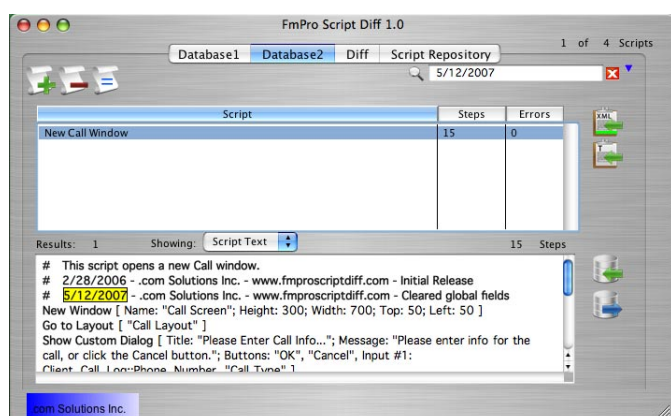 FmPro Script Diff 1.0
1 of 4 Scripts
Database1 Database2 Diff Script Repository
5/12/2007
Script Steps Errors
New Call Window 15 0
XML
T
Results: 1 Showing: Script Text 15 Steps
# This script opens a new Call window.
# 2/28/2006 - .com Solutions Inc. - www.fmproscriptdiff.com - Initial Release
# 5/12/2007 - .com Solutions Inc. - www.fmproscriptdiff.com - Cleared global fields
New Window [ Name: "Call Screen"; Height: 300; Width: 700; Top: 50; Left: 50 ]
Go to Layout [ "Call Layout" ]
Show Custom Dialog [ Title: "Please Enter Call Info..."; Message: "Please enter info for the
call, or click the Cancel button."; Buttons: "OK", "Cancel", Input #1:
Client_Call_Log::Phone_Number, "Call Type" ]
.com Solutions Inc.